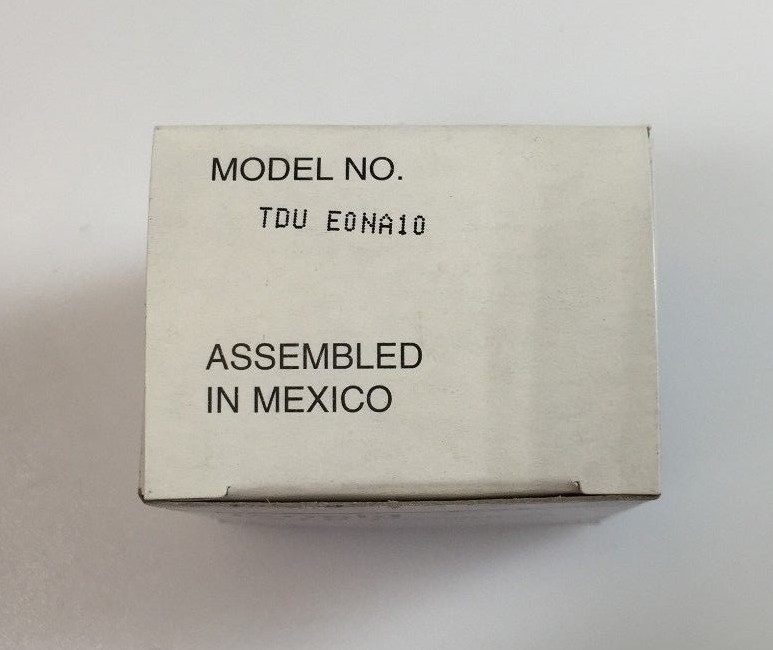 MODEL NO.
TDU E0NA10
ASSEMBLED
IN MEXICO